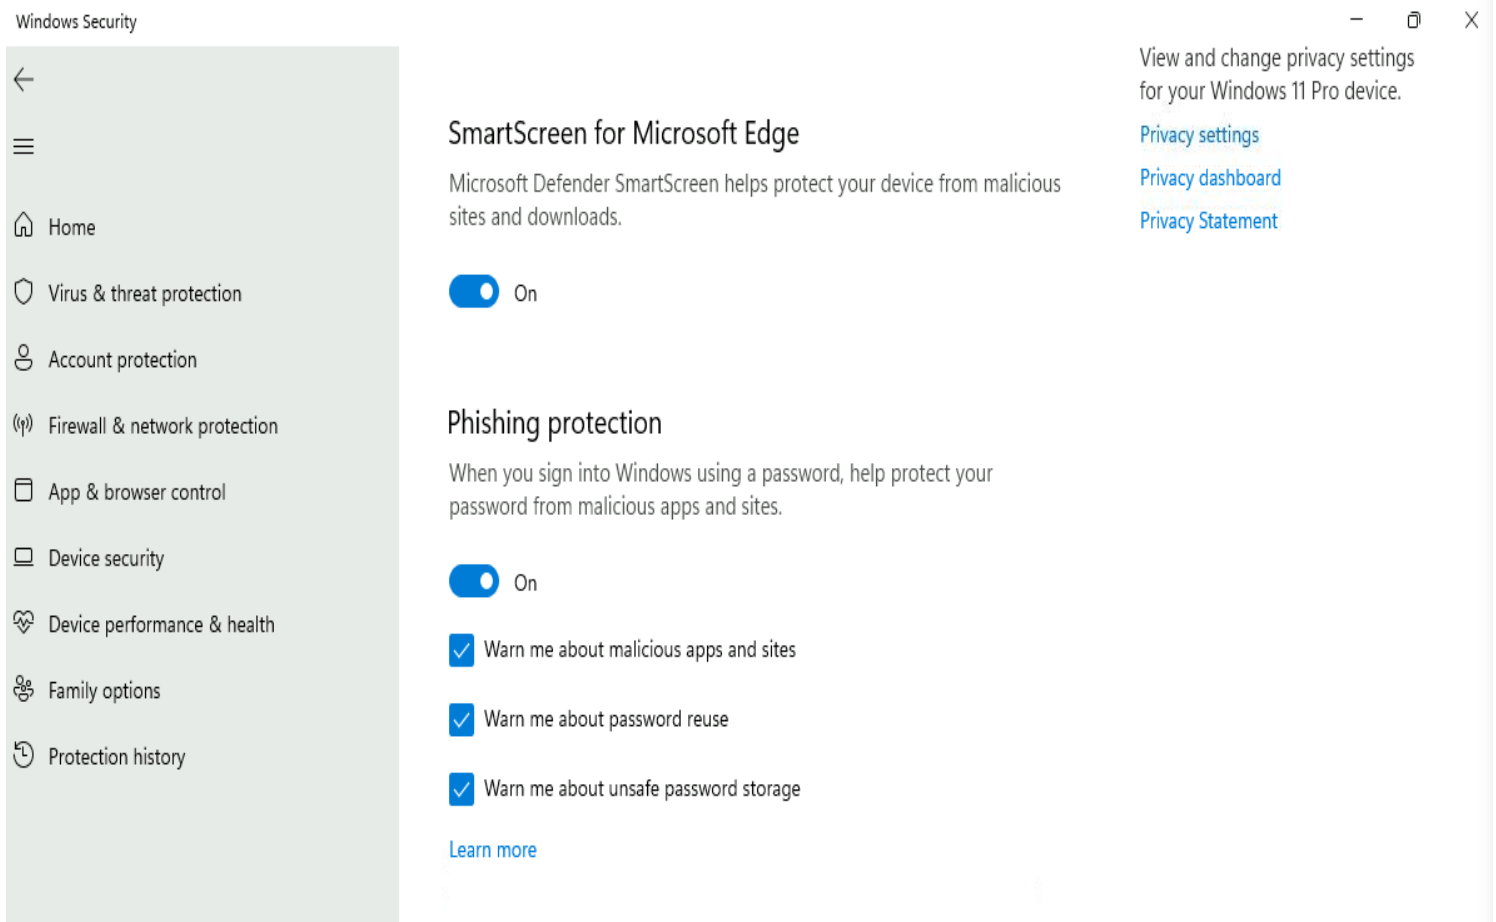 Windows Security
Home
Virus & threat protection
Account protection
Firewall & network protection
App & browser control
Device security
Device performance & health
Family options
Protection history
SmartScreen for Microsoft Edge
Microsoft Defender SmartScreen helps protect your device from malicious
sites and downloads.
On
Phishing protection
When you sign into Windows using a password, help protect your
password from malicious apps and sites.
On
Warn me about malicious apps and sites
Warn me about password reuse
Warn me about unsafe password storage
Learn more
View and change privacy settings
for your Windows 11 Pro device.
Privacy settings
Privacy dashboard
Privacy Statement